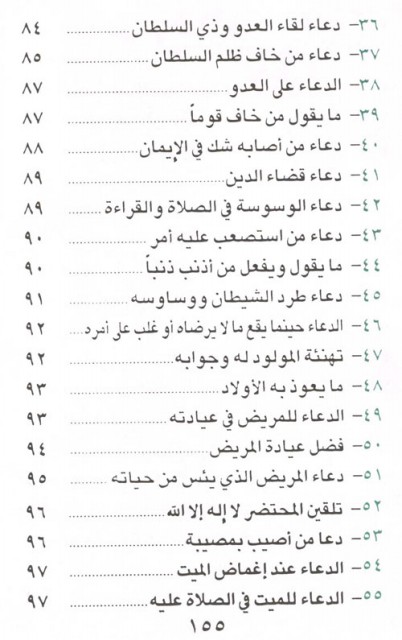 ٣٦- دعاء لقاء العدو وذي السلطان .................... ٨٤
٣٧- دعاء من خاف ظلم السلطان .................... ٨٥
٣٨- الدعاء على العدو .................... ٨٧
٣٩- ما يقول من خاف قوماً .................... ٨٧
٤٠- دعاء من أصابه شك في الإيمان .................... ٨٨
٤١- دعاء قضاء الدين .................... ٨٩
٤٢- دعاء الوسوسة في الصلاة والقراءة .................... ٨٩
٤٣- دعاء من استصعب عليه أمر .................... ٩٠
٤٤- ما يقول ويفعل من أذنب ذنباً .................... ٩٠
٤٥- دعاء طرد الشيطان ووساوسه .................... ٩١
٤٦- الدعاء حينما يقع ما لا يرضاه أو غلب على أمره .................... ٩٢
٤٧- تهنئة المولود له وجوابه .................... ٩٢
٤٨- ما يعوذ به الأولاد .................... ٩٣
٤٩- الدعاء للمريض في عيادته .................... ٩٣
٥٠- فضل عيادة المريض .................... ٩٤
٥١- دعاء المريض الذي يئس من حياته .................... ٩٥
٥٢- تلقين المحتضر لا إله إلا الله .................... ٩٦
٥٣- دعا من أصيب بمصيبة .................... ٩٦
٥٤- الدعاء عند إغماض الميت .................... ٩٧
٥٥- الدعاء للميت في الصلاة عليه .................... ٩٧
١٥٥